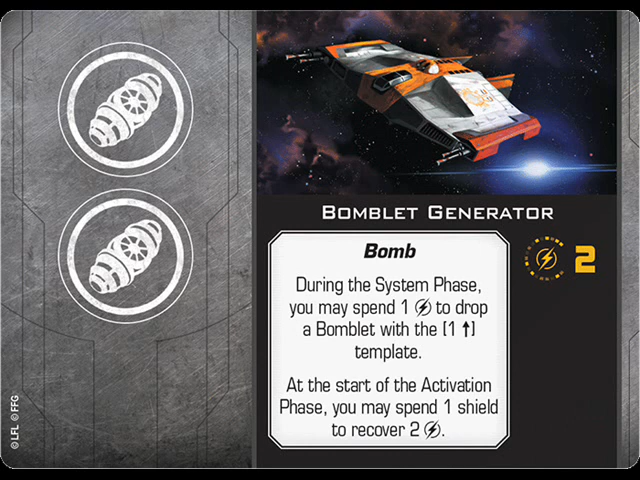 BOMBLET GENERATOR
Bomb
2
During the System Phase,
you may spend 1 to drop
a Bomblet with the [1 ⬆]
template.
At the start of the Activation
Phase, you may spend 1 shield
to recover 2 .
©LFL ©FFG